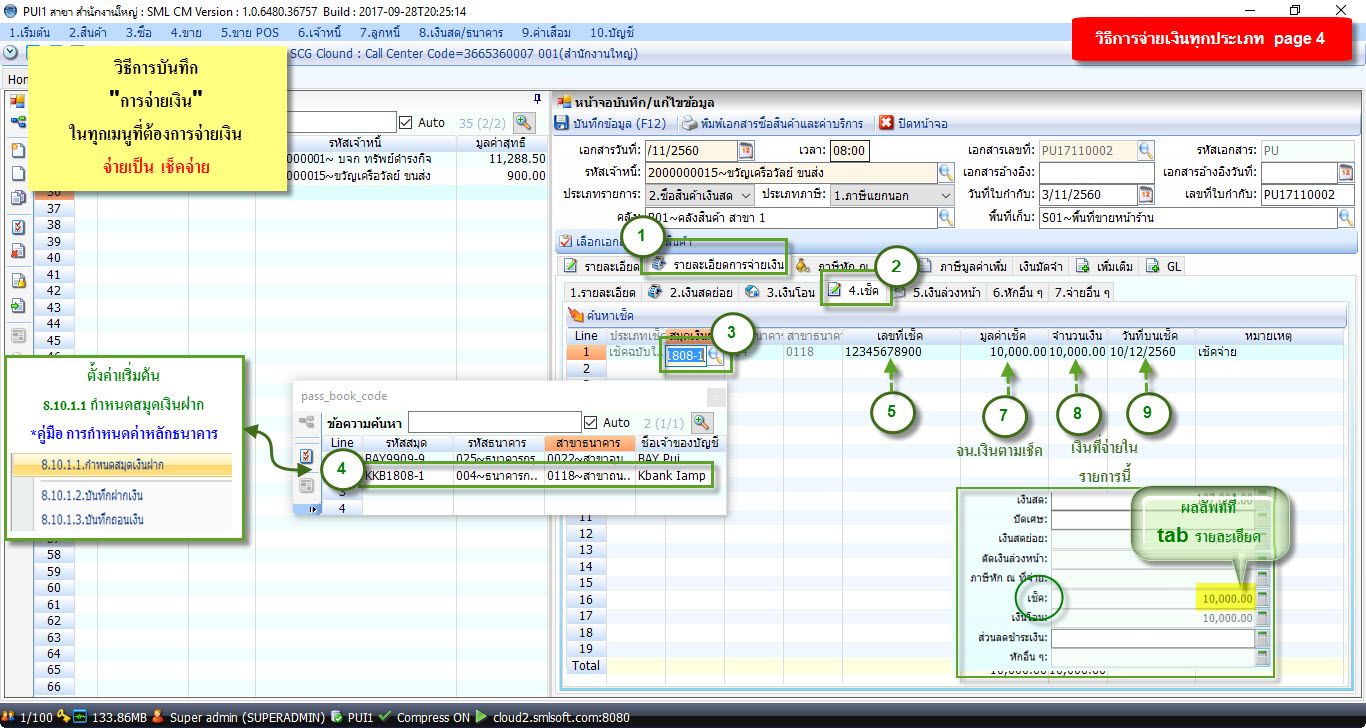 PUI1 สาขา สำนักงานใหญ่ : SML CM Version : 1.0.6480.36757 Build : 2017-09-28T20:25:14
1.เริ่มต้น 2.สินค้า 3.ซื้อ 4.ขาย 5.ขาย POS 6.เจ้าหนี้ 7.ลูกหนี้ 8.เงินสด/ธนาคาร 9.ค่าเสื่อม 10.บัญชี
วิธีการจ่ายเงินทุกประเภท page 4
SCG Clound : Call Center Code=3665360007 001(สำนักงานใหญ่)
วิธีการบันทึก
"การจ่ายเงิน"
ในทุกเมนูที่ต้องการจ่ายเงิน
จ่ายเป็น เช็คจ่าย
Auto 35 (2/2)
รหัสเจ้าหนี้ มูลค่าสุทธิ
000001~ บจก ทรัพย์ดำรงกิจ 11,288.50
000015~ขวัญเครือวัลย์ ขนส่ง 900.00
36
37
38
39
40
41
42
43
44
45
หน้าจอบันทึก/แก้ไขข้อมูล
บันทึกข้อมูล (F12) พิมพ์เอกสารซื้อสินค้าและค่าบริการ ปิดหน้าจอ
เอกสารวันที่: /11/2560 เวลา: 08:00 เอกสารเลขที่: PU17110002 รหัสเอกสาร: PU
รหัสเจ้าหนี้: 2000000015~ขวัญเครือวัลย์ ขนส่ง เอกสารอ้างอิง: เอกสารอ้างอิงวันที่:
ประเภทรายการ: 2.ซื้อสินค้าเงินสด ประเภทภาษี: 1.ภาษีแยกนอก วันที่ใบกำกับ: 3/11/2560 เลขที่ใบกำกับ: PU17110002
คลัง: B01~คลังสินค้า สาขา 1 พื้นที่เก็บ: S01~พื้นที่ขายหน้าร้าน
1
รายละเอียด รายละเอียดการจ่ายเงิน ภาษีหัก ณ 2 ภาษีมูลค่าเพิ่ม เงินมัดจำ เพิ่มเติม GL
1.รายละเอียด 2.เงินสดย่อย 3.เงินโอน 4.เช็ค 5.เงินล่วงหน้า 6.หักอื่น ๆ 7.จ่ายอื่น ๆ
ค้นหาเช็ค
3
Line ประเภทเช็ค สาขาธนาคาร เลขที่เช็ค มูลค่าเช็ค จำนวนเงิน วันที่บนเช็ค หมายเหตุ
1 เช็คฉบับใ... 1808-1 0118 12345678900 10,000.00 10,000.00 10/12/2560 เช็คจ่าย
2
5 7 8 9
จน.เงินตามเช็ค
เงินที่จ่ายใน
รายการนี้
ตั้งค่าเริ่มต้น
8.10.1.1 กำหนดสมุดเงินฝาก
*คู่มือ การกำหนดค่าหลักธนาคาร
8.10.1.1.กำหนดสมุดเงินฝาก
8.10.1.2.บันทึกฝากเงิน
8.10.1.3.บันทึกถอนเงิน
pass_book_code
ข้อความค้นหา Auto 2 (1/1)
Line รหัสสมุด รหัสธนาคาร สาขาธนาคาร ชื่อเจ้าของบัญชี
BAY9909-9 025~ธนาคารกรุ.. 0022~สาขาอุน.. BAY Pui
4 KKB1808-1 004~ธนาคารก.. 0118~สาขาถน.. Kbank Iamp
3
4
11
12
13
14
15
16
17
18
19
Total
เงินสด:
ปัดเศษ:
เงินสดย่อย:
ตัดเงินล่วงหน้า:
ภาษีหัก ณ ที่จ่าย:
เช็ค: 10,000.00
เงินโอน: 10,000.00
ส่วนลดชำระเงิน:
หักอื่น ๆ:
10,000.00 10,000.00
ผลลัพท์ที่
tab รายละเอียด
58
59
60
61
62
63
64
65
66
1/100 133.86MB Super admin (SUPERADMIN) PUI1 Compress ON cloud2.smlsoft.com:8080